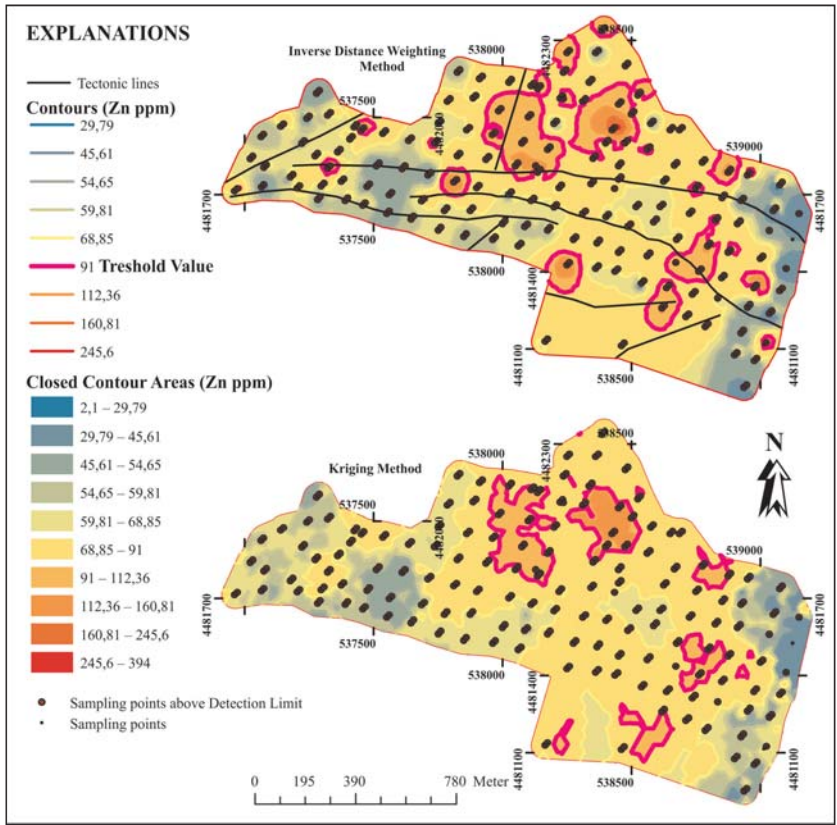 EXPLANATIONS
Tectonic lines
Contours (Zn ppm)
29,79
45,61
54,65
59,81
68,85
91 Treshold Value
112,36
160,81
245,6
Closed Contour Areas (Zn ppm)
2,1 – 29,79
29,79 – 45,61
45,61 – 54,65
54,65 – 59,81
59,81 – 68,85
68,85 – 91
91 – 112,36
112,36 – 160,81
160,81 – 245,6
245,6 – 394
Sampling points above Detection Limit
Sampling points
Inverse Distance Weighting
Method
538000
4482300
538500
537500
4482000
539000
4481700
4481700
537500
538000
4481400
4481400
4481100
4481100
538500
Kriging Method
538000
4482300
538500
537500
4482000
539000
4481700
4481700
537500
538000
4481400
4481400
4481100
4481100
538500
N
0 195 390 780 Meter